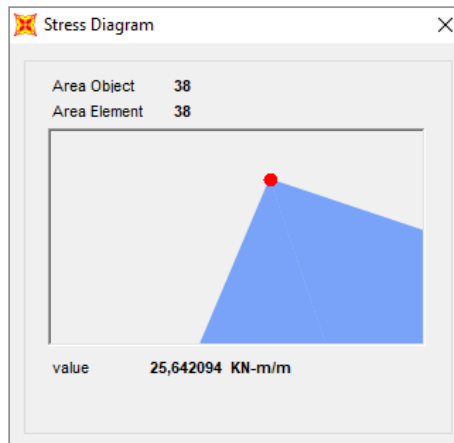 Stress Diagram
Area Object 38
Area Element 38
value 25,642094 KN-m/m